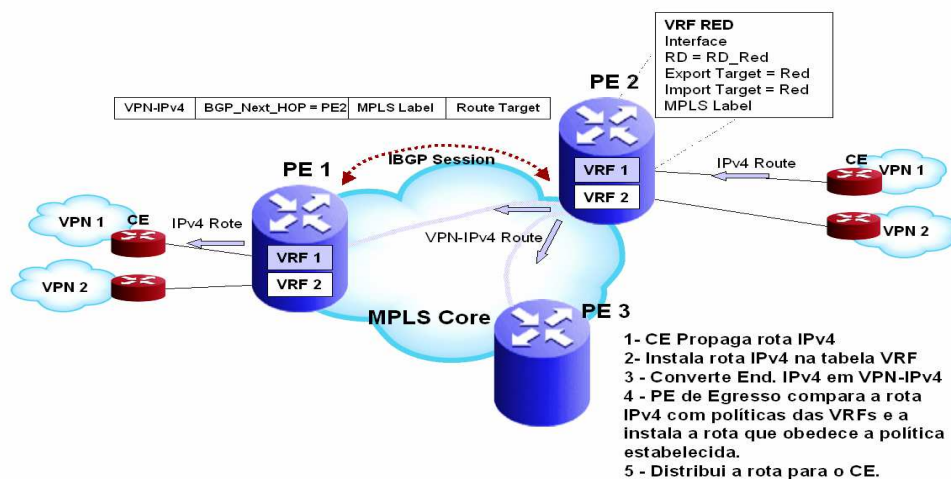 VRF RED
Interface
RD = RD_Red
Export Target = Red
Import Target = Red
MPLS Label
PE 2
VPN-IPv4 BGP_Next_HOP = PE2 MPLS Label Route Target
IBGP Session
PE 1
VRF 1
VRF 2
IPv4 Route
CE
VPN 1
VPN 2
VPN 1
CE
IPv4 Rote
VPN 2
VRF 1
VRF 2
VPN-IPv4 Route
MPLS Core
PE 3
1- CE Propaga rota IPv4
2- Instala rota IPv4 na tabela VRF
3 - Converte End. IPv4 em VPN-IPv4
4 - PE de Egresso compara a rota
IPv4 com políticas das VRFs e a
instala a rota que obedece a política
estabelecida.
5 - Distribui a rota para o CE.